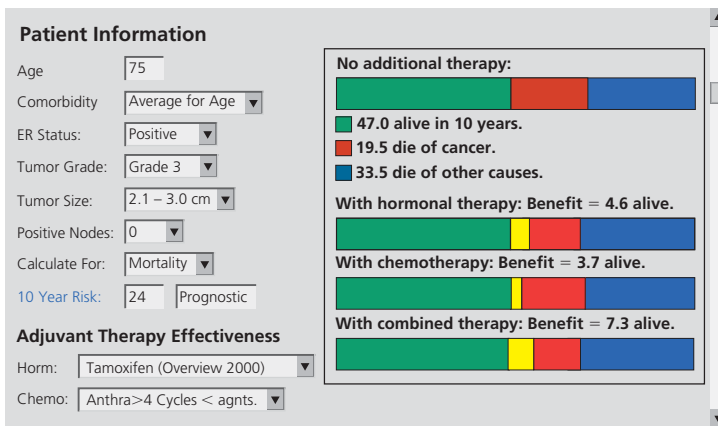 Patient Information
Age 75
Comorbidity Average for Age
ER Status: Positive
Tumor Grade: Grade 3
Tumor Size: 2.1 – 3.0 cm
Positive Nodes: 0
Calculate For: Mortality
10 Year Risk: 24 Prognostic
Adjuvant Therapy Effectiveness
Horm: Tamoxifen (Overview 2000)
Chemo: Anthra>4 Cycles < agnts.
No additional therapy:
47.0 alive in 10 years.
19.5 die of cancer.
33.5 die of other causes.
With hormonal therapy: Benefit = 4.6 alive.
With chemotherapy: Benefit = 3.7 alive.
With combined therapy: Benefit = 7.3 alive.